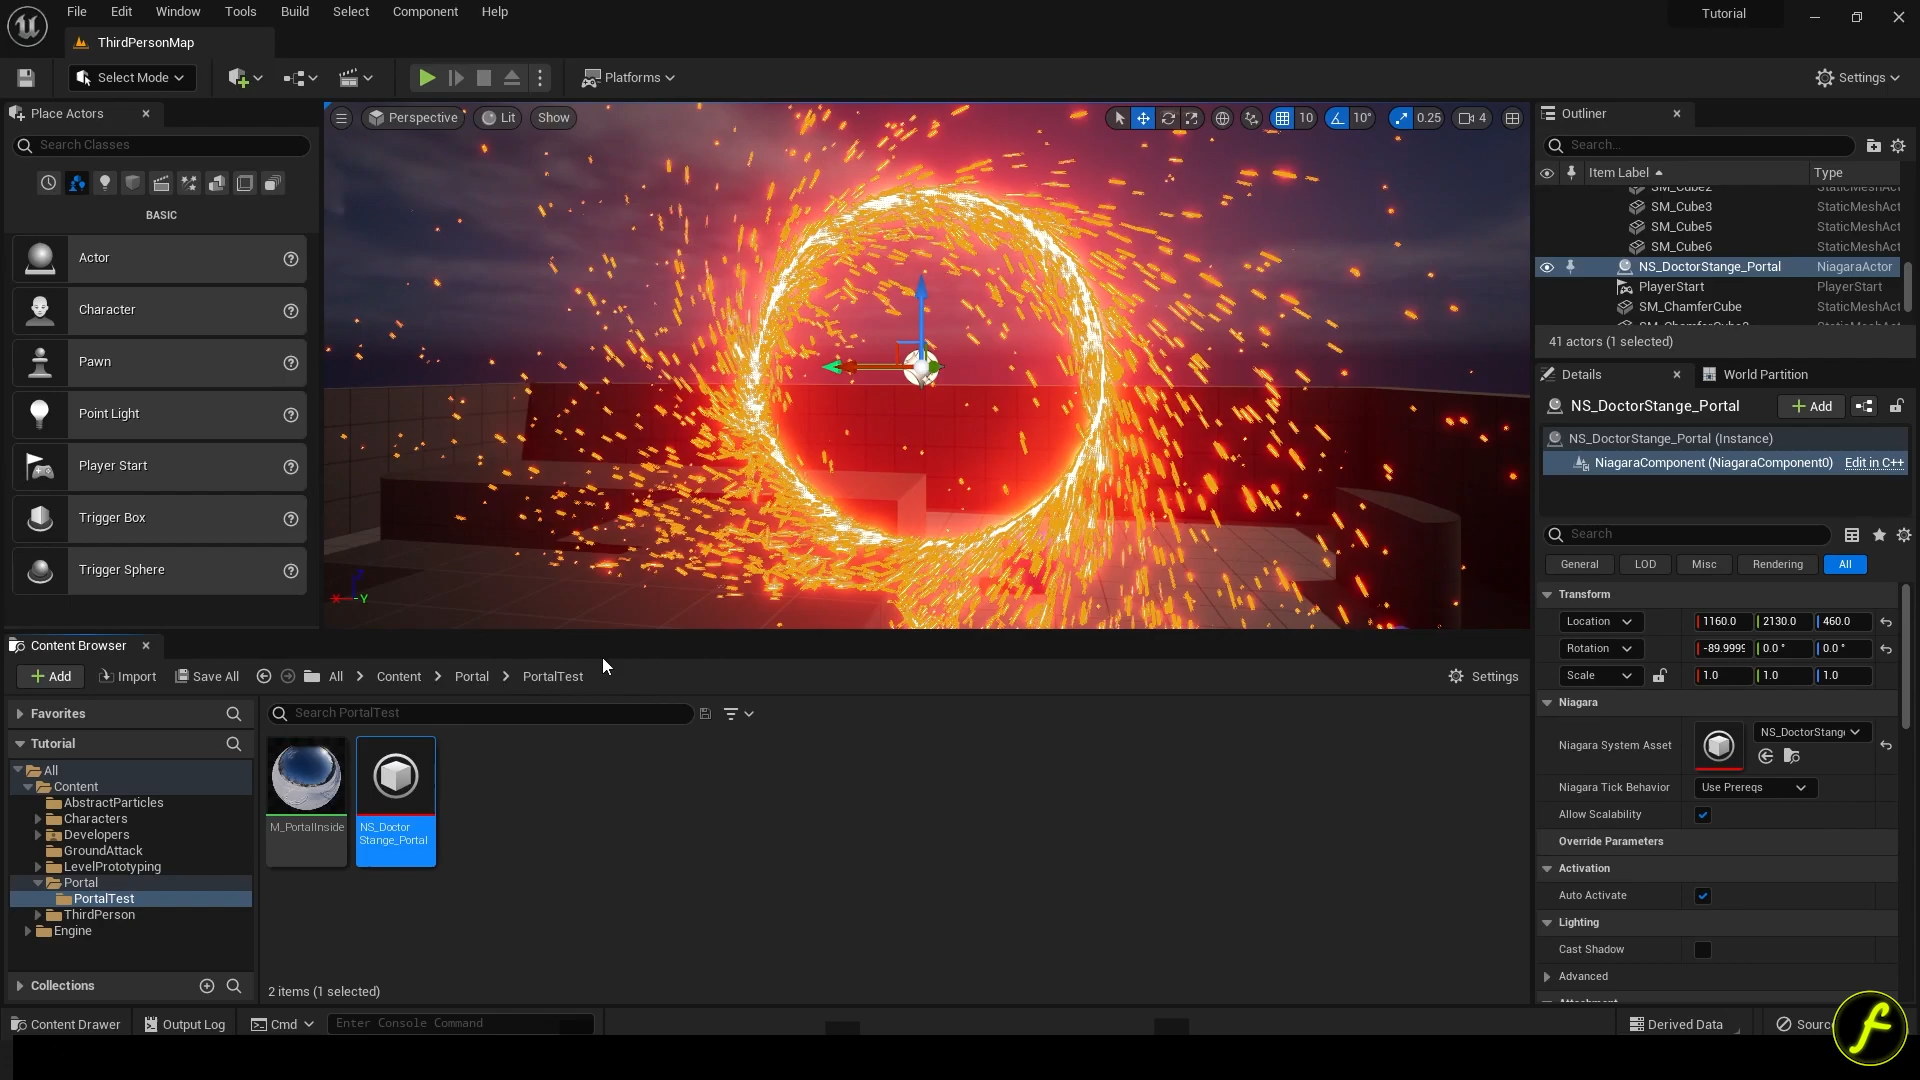 File Edit Window Tools Build Select Component Help
Tutorial
ThirdPersonMap
Select Mode
Platforms
Settings
Place Actors
Search Classes
BASIC
Actor
Character
Pawn
Point Light
Player Start
Trigger Box
Trigger Sphere
Perspective Lit Show
10 10° 0.25 4
X Y
Outliner
Search...
Item Label Type
SM_Cube2 StaticMeshAct
SM_Cube3 StaticMeshAct
SM_Cube5 StaticMeshAct
SM_Cube6 StaticMeshAct
NS_DoctorStange_Portal NiagaraActor
PlayerStart PlayerStart
SM_ChamferCube StaticMeshAct
41 actors (1 selected)
Details World Partition
NS_DoctorStange_Portal Add
NS_DoctorStange_Portal (Instance)
NiagaraComponent (NiagaraComponent0) Edit in C++
Search
General LOD Misc Rendering All
Transform
Location 1160.0 2130.0 460.0
Rotation -89.9999 0.0 ° 0.0 °
Scale 1.0 1.0 1.0
Niagara
Niagara System Asset NS_DoctorStange
Niagara Tick Behavior Use Prereqs
Allow Scalability
Override Parameters
Activation
Auto Activate
Lighting
Cast Shadow
Advanced
Content Browser
Add Import Save All All Content Portal PortalTest Settings
Favorites
Tutorial
All
Content
AbstractParticles
Characters
Developers
GroundAttack
LevelPrototyping
Portal
PortalTest
ThirdPerson
Engine
Collections
Search PortalTest
M_PortalInside
NS_Doctor
Stange_Portal
2 items (1 selected)
Content Drawer Output Log Cmd Enter Console Command
Derived Data Sourc
f